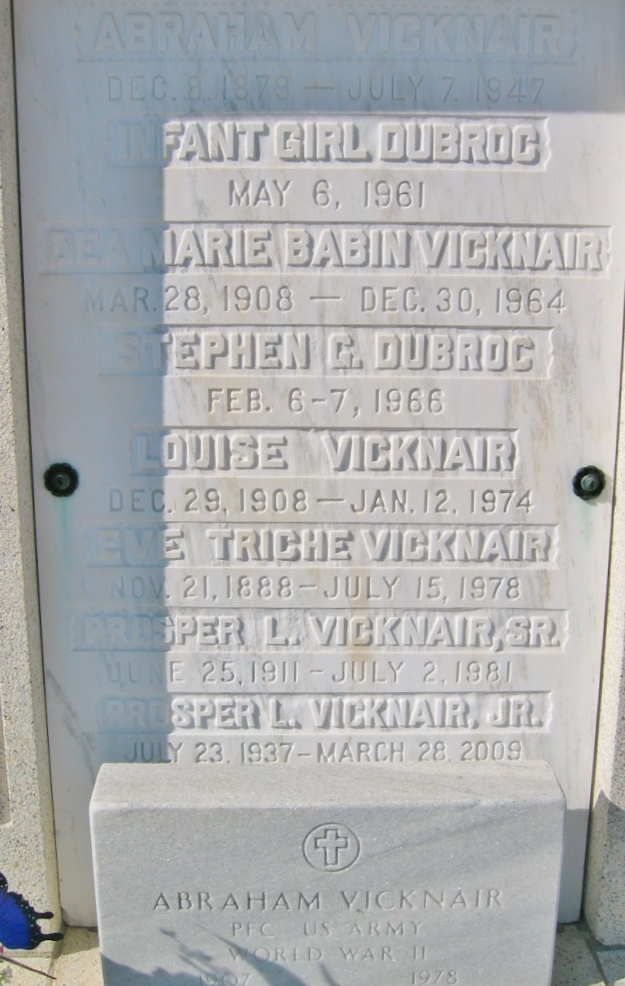 ABRAHAM VICKNAIR
DEC. 9, 1879 — JULY 7, 1947
INFANT GIRL DUBROC
MAY 6, 1961
BEA MARIE BABIN VICKNAIR
MAR. 28, 1908 — DEC. 30, 1964
STEPHEN G. DUBROC
FEB. 6-7, 1966
LOUISE VICKNAIR
DEC. 29, 1908 — JAN. 12, 1974
EVE TRICHE VICKNAIR
NOV. 21, 1888 - JULY 15, 1978
PROSPER L. VICKNAIR, SR.
JUNE 25, 1911 - JULY 2, 1981
PROSPER L. VICKNAIR, JR.
JULY 23, 1937 - MARCH 28, 2009
ABRAHAM VICKNAIR
PFC US ARMY
WORLD WAR II
1907 1978